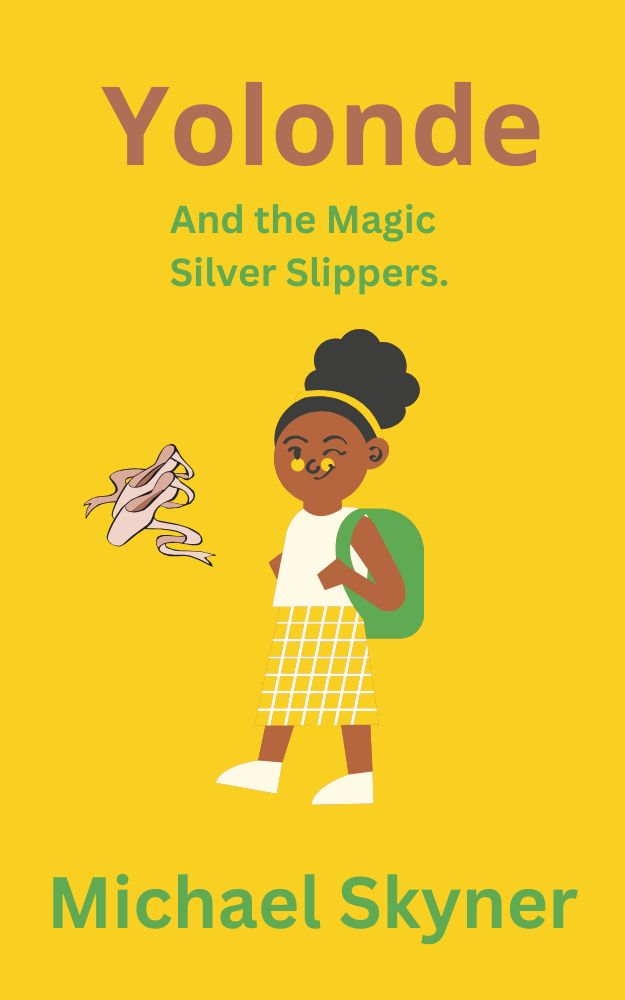 Yolonde
And the Magic
Silver Slippers.
Michael Skyner